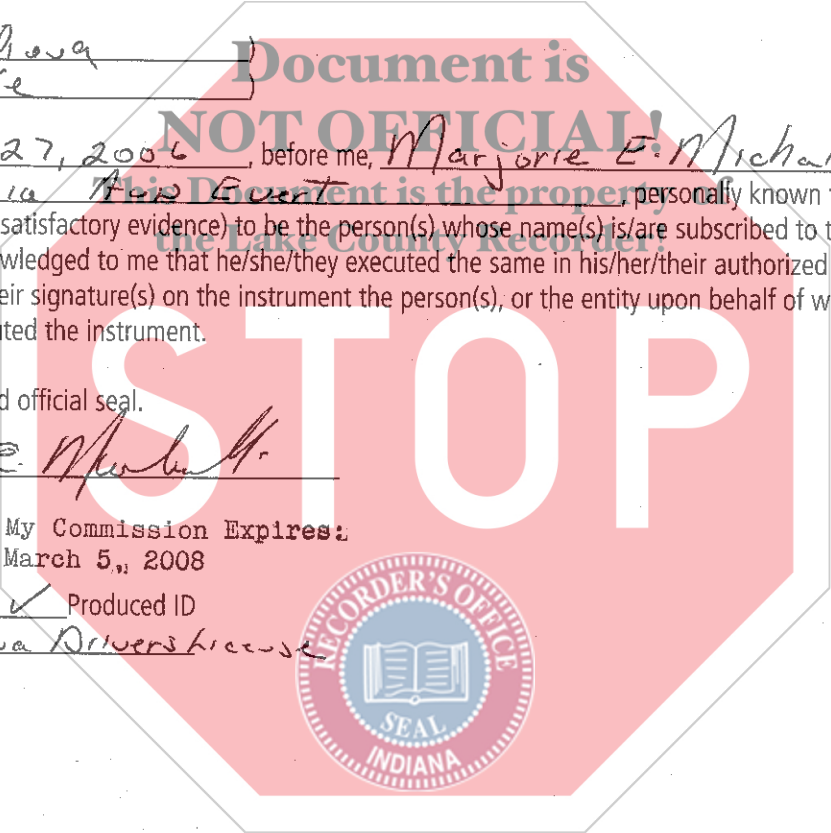 Document is
NOT OFFICIAL!
27, 2006, before me, Marjorie E. Michal
This Document is the property
Ann Evert, personally known
the Lake County Recorder!
satisfactory evidence) to be the person(s) whose name(s) is/are subscribed to t
wledged to me that he/she/they executed the same in his/her/their authorized
eir signature(s) on the instrument the person(s), or the entity upon behalf of w
ted the instrument.
STOP
d official seal.
My Commission Expires:
March 5, 2008
✓ Produced ID
wa Drivers License
RECORDER'S OFFICE
SEAL
INDIANA